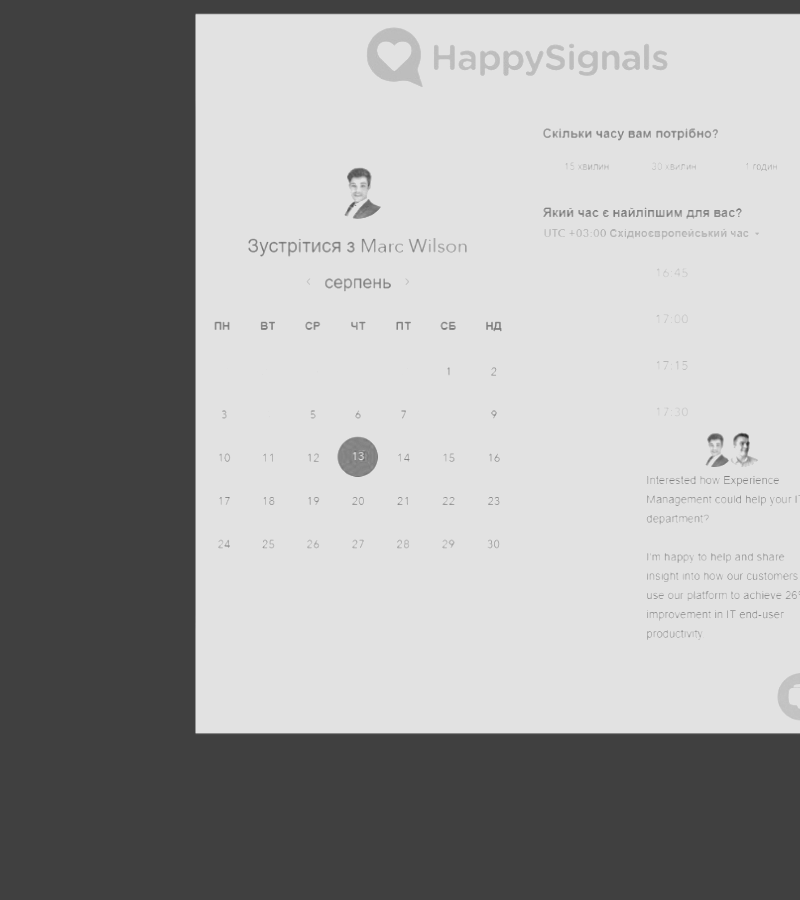 HappySignals
Зустрітися з Marc Wilson
‹ серпень ›
ПН ВТ СР ЧТ ПТ СБ НД
1 2
3 5 6 7 9
10 11 12 13 14 15 16
17 18 19 20 21 22 23
24 25 26 27 28 29 30
Скільки часу вам потрібно?
15 хвилин 30 хвилин 1 годин
Який час є найліпшим для вас?
UTC +03:00 Східноєвропейський час
16:45
17:00
17:15
17:30
Interested how Experience
Management could help your IT
department?
I'm happy to help and share
insight into how our customers
use our platform to achieve 26
improvement in IT end-user
productivity.